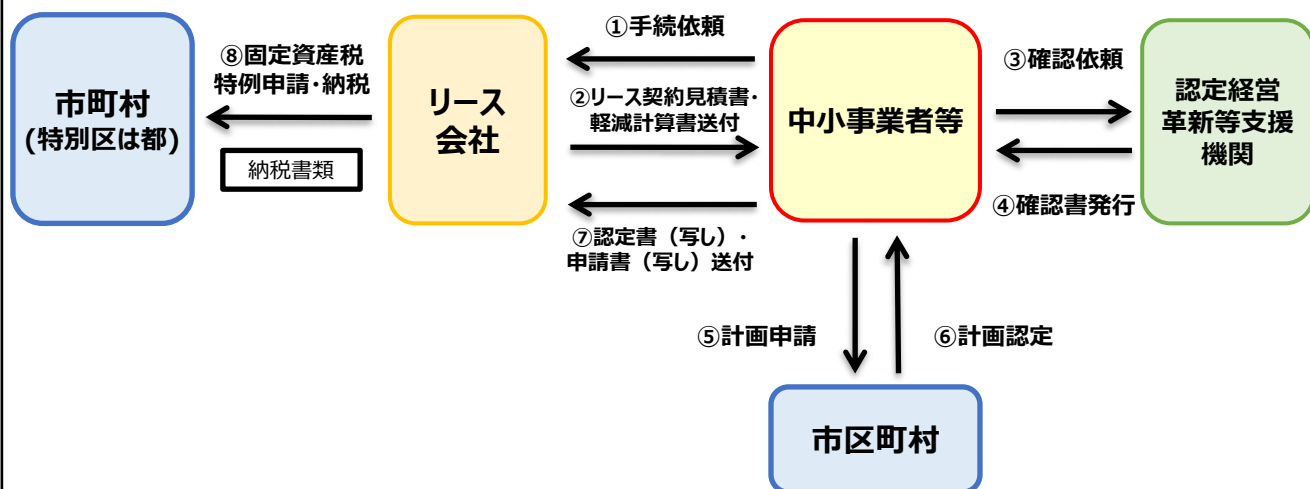 ①手続依頼
⑧固定資産税
特例申請・納税
③確認依頼
市町村
(特別区は都)
リース
会社
②リース契約見積書・
軽減計算書送付
中小事業者等
認定経営
革新等支援
機関
納税書類
④確認書発行
⑦認定書（写し）・
申請書（写し）送付
⑤計画申請
⑥計画認定
市区町村